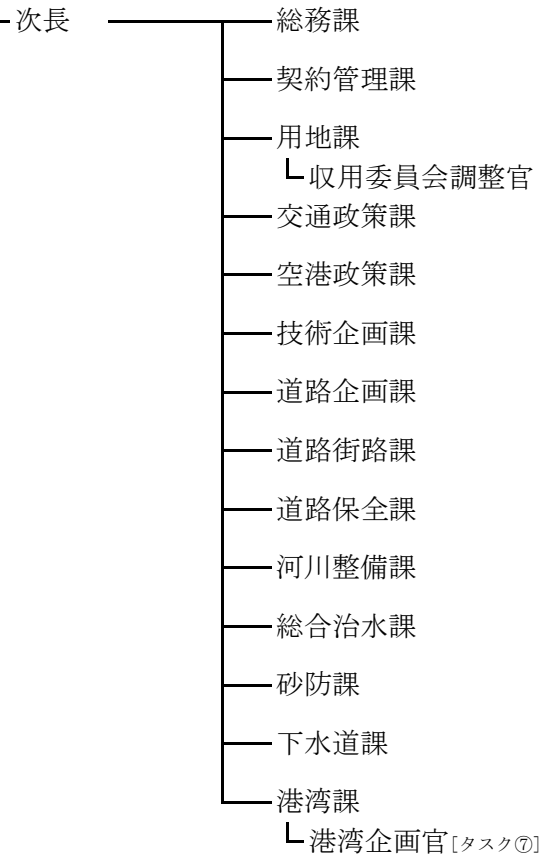 次長 総務課
契約管理課
用地課
収用委員会調整官
交通政策課
空港政策課
技術企画課
道路企画課
道路街路課
道路保全課
河川整備課
総合治水課
砂防課
下水道課
港湾課
港湾企画官[タスク⑦]